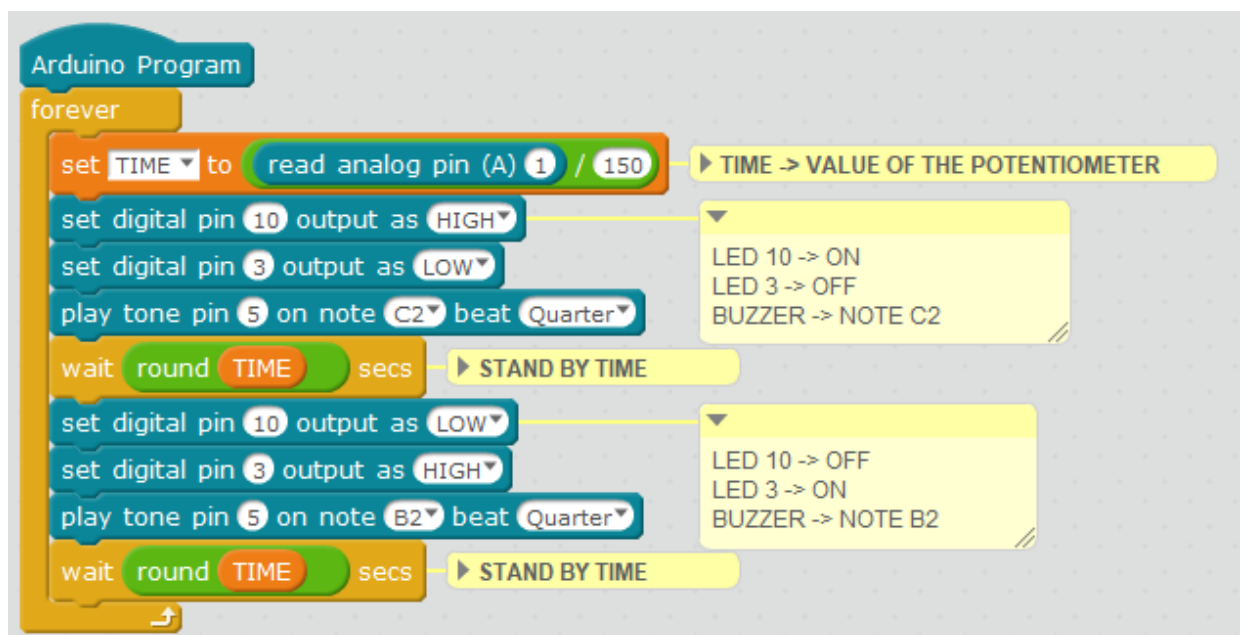 Arduino Program
forever
set TIME to read analog pin (A) 1 / 150
TIME -> VALUE OF THE POTENTIOMETER
set digital pin 10 output as HIGH
set digital pin 3 output as LOW
play tone pin 5 on note C2 beat Quarter
LED 10 -> ON
LED 3 -> OFF
BUZZER -> NOTE C2
wait round TIME secs
STAND BY TIME
set digital pin 10 output as LOW
set digital pin 3 output as HIGH
play tone pin 5 on note B2 beat Quarter
LED 10 -> OFF
LED 3 -> ON
BUZZER -> NOTE B2
wait round TIME secs
STAND BY TIME